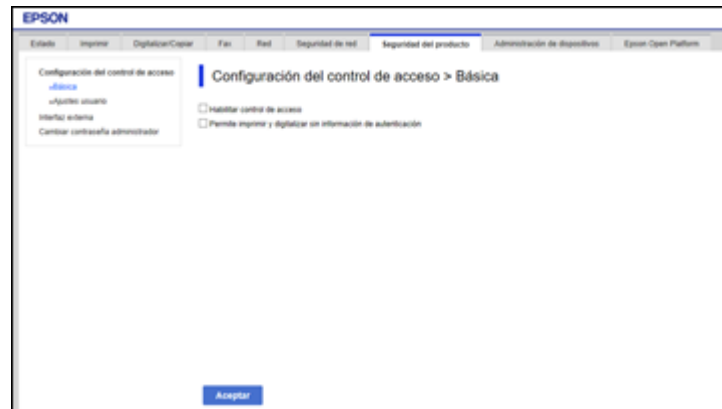 EPSON
Estado Imprimir Digitalizar/Copiar Fax Red Seguridad de red Seguridad del producto Administración de dispositivos Epson Open Platform
Configuración del control de acceso
»Básica
»Ajustes usuario
Interfaz externa
Cambiar contraseña administrador
Configuración del control de acceso > Básica
Habilitar control de acceso
Permite imprimir y digitalizar sin información de autenticación
Aceptar